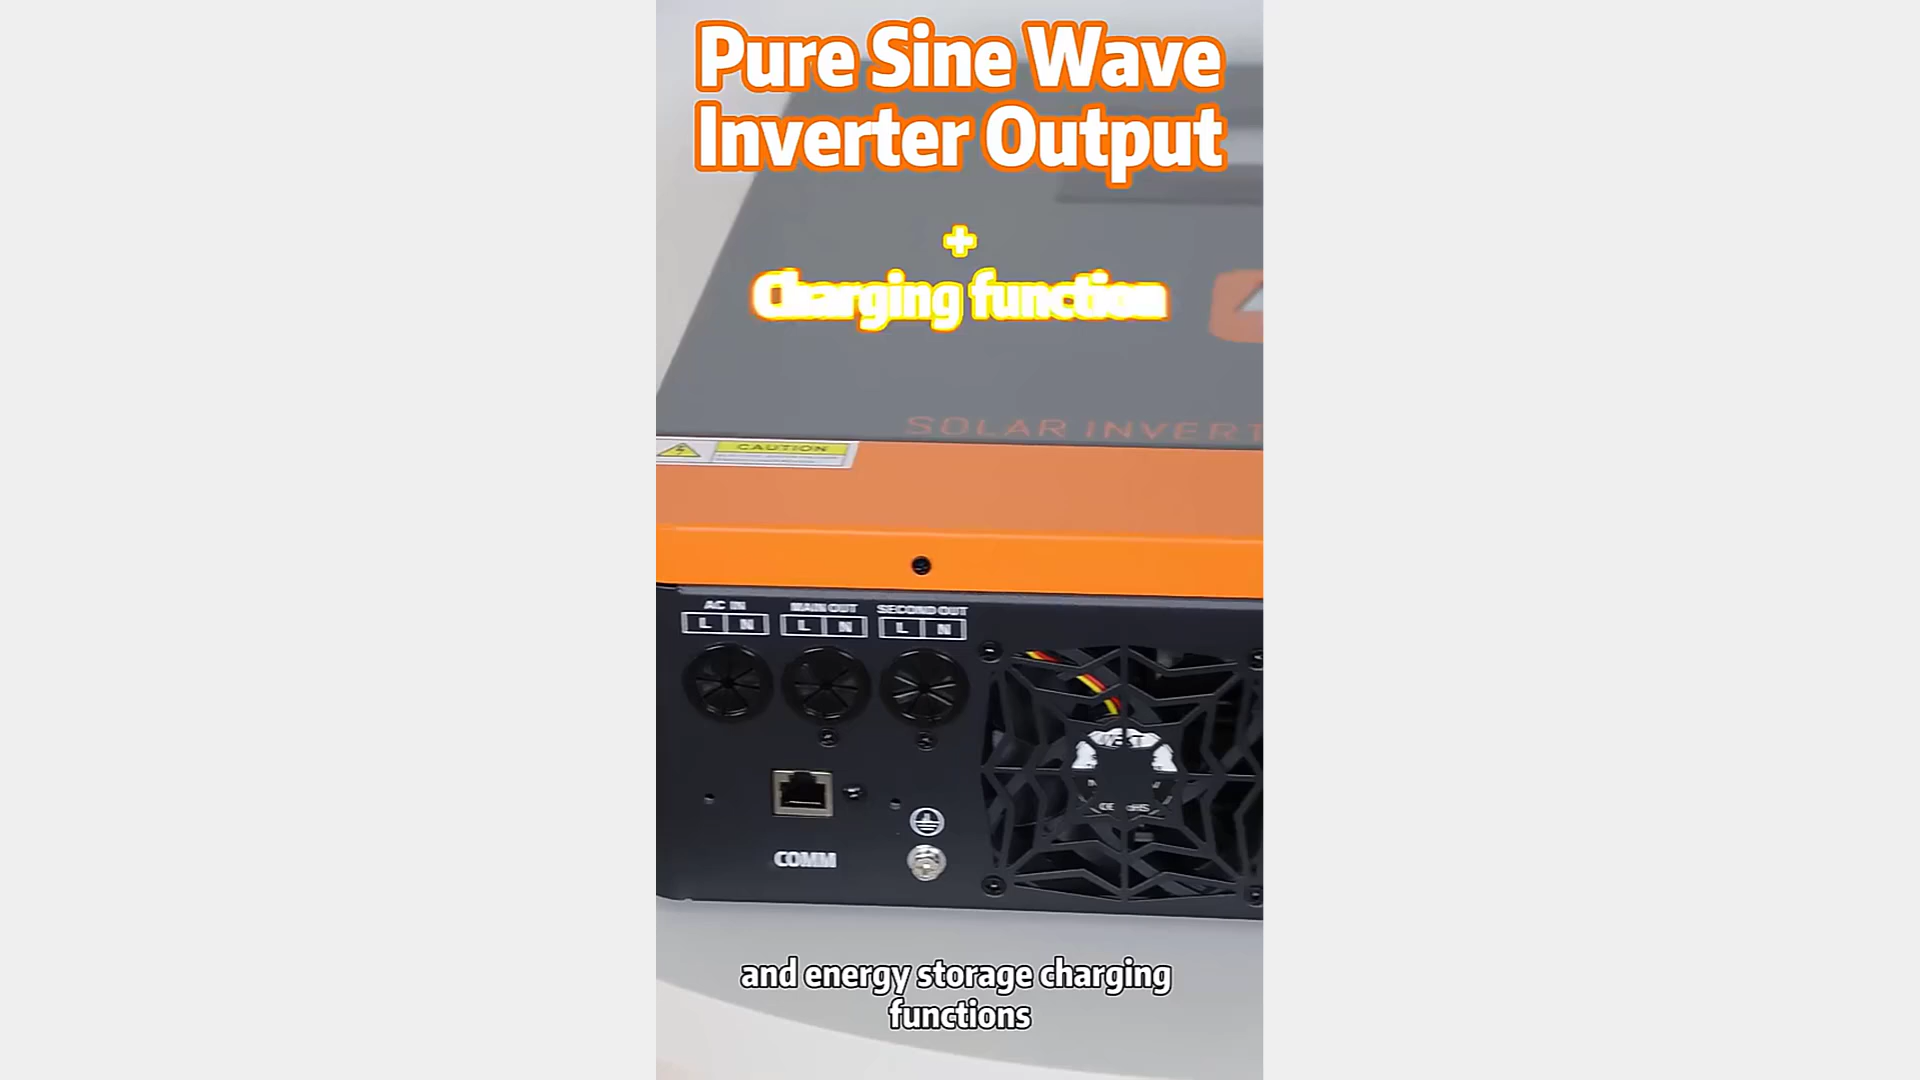 Pure Sine Wave
Inverter Output
+
Charging function
SOLAR INVERT
CAUTION
AC IN
MAIN OUT
SECOND OUT
L N
L N
L N
COMM
and energy storage charging
functions